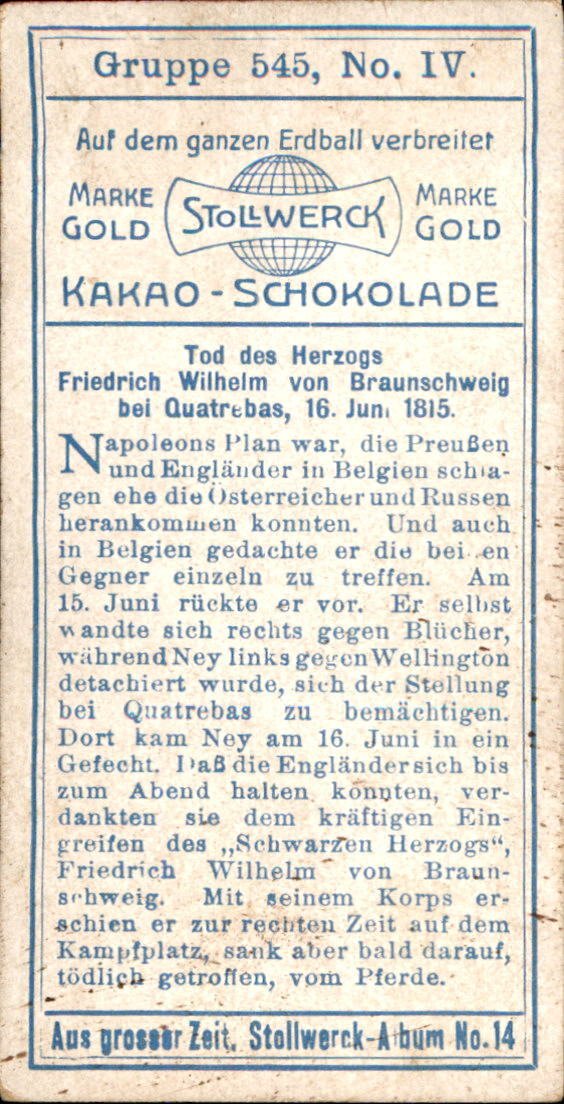 Gruppe 545, No. IV.
Auf dem ganzen Erdball verbreitet
MARKE GOLD STOLLWERCK MARKE GOLD
KAKAO-SCHOKOLADE
Tod des Herzogs
Friedrich Wilhelm von Braunschweig
bei Quatrebas, 16. Juni 1815.
Napoleons Plan war, die Preußen
und Engländer in Belgien schla-
gen ehe die Österreicher und Russen
herankommen konnten. Und auch
in Belgien gedachte er die beiden
Gegner einzeln zu treffen. Am
15. Juni rückte er vor. Er selbst
wandte sich rechts gegen Blücher,
während Ney links gegen Wellington
detachiert wurde, sich der Stellung
bei Quatrebas zu bemächtigen.
Dort kam Ney am 16. Juni in ein
Gefecht. Daß die Engländer sich bis
zum Abend halten konnten, ver-
dankten sie dem kräftigen Ein-
greifen des „Schwarzen Herzogs“,
Friedrich Wilhelm von Braun-
schweig. Mit seinem Korps er-
schien er zur rechten Zeit auf dem
Kampfplatz, sank aber bald darauf,
tödlich getroffen, vom Pferde.
Aus grosser Zeit. Stollwerck-Album No. 14